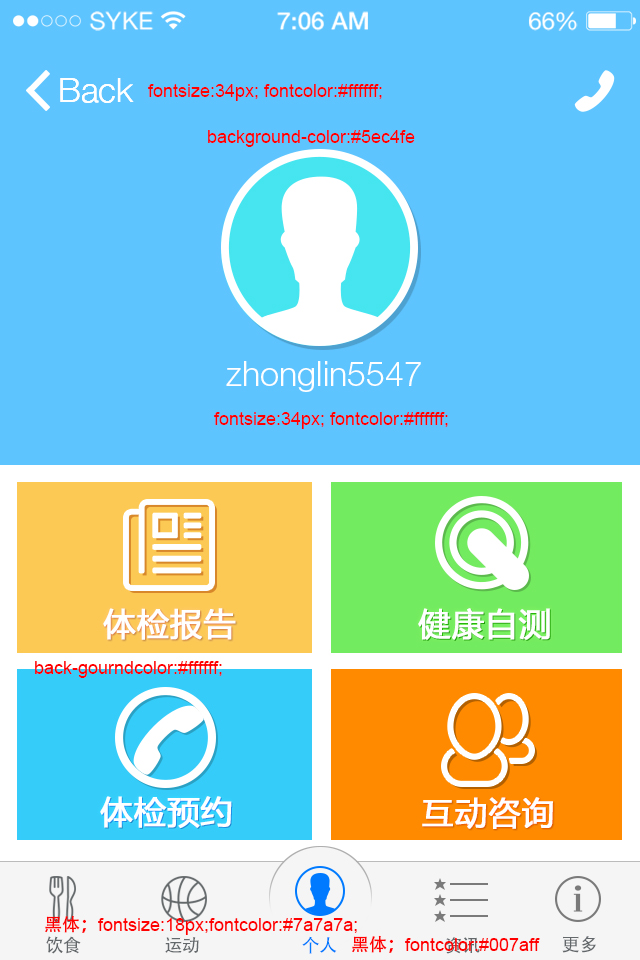 SYKE 7:06 AM 66%
Back fontsize:34px; fontcolor:#ffffff;
background-color:#5ec4fe
zhonglin5547
fontsize:34px; fontcolor:#ffffff;
体检报告 健康自测
back-gourndcolor:#ffffff;
体检预约 互动咨询
黑体；fontsize:18px;fontcolor:#7a7a7a;
黑体；fontcolor:#007aff
饮食 运动 个人 资讯 更多